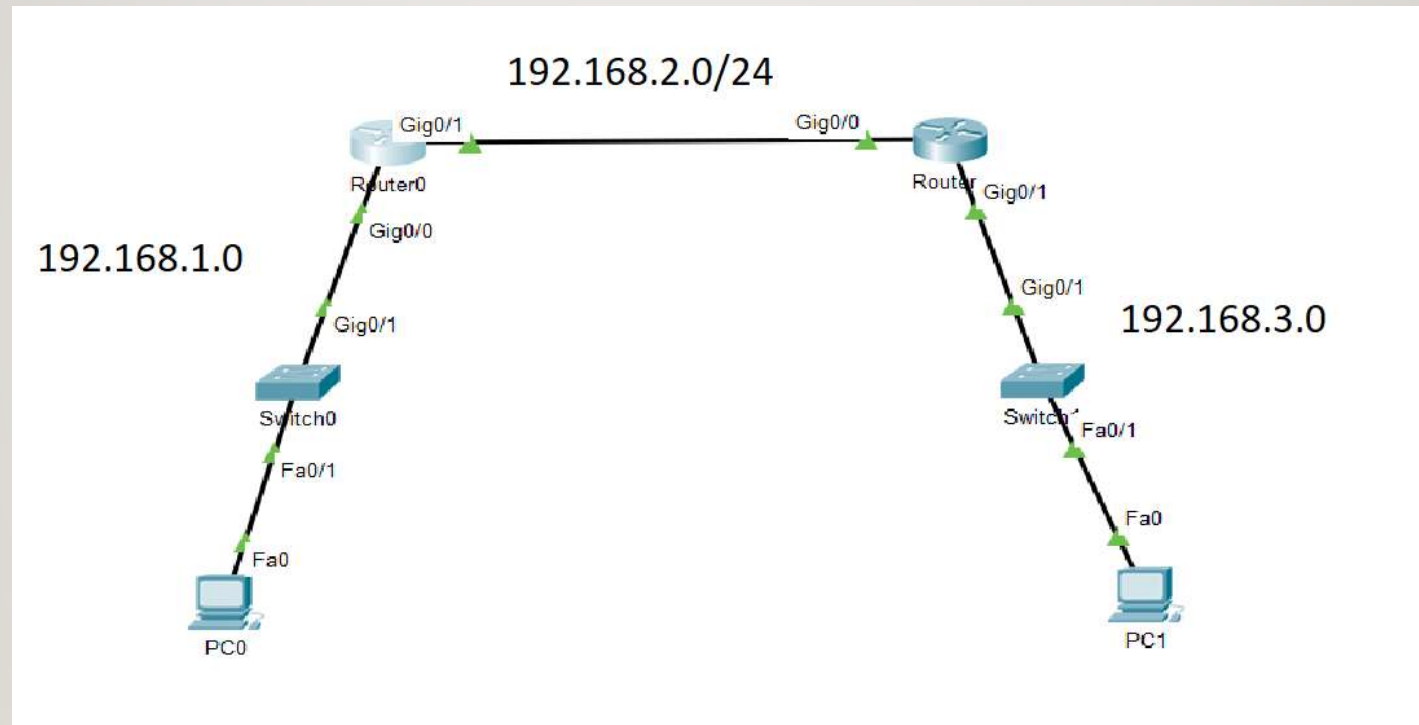 192.168.2.0/24
Gig0/1
Gig0/0
Router0
Router
Gig0/1
Gig0/0
192.168.1.0
Gig0/1
192.168.3.0
Gig0/1
Switch0
Switch1
Fa0/1
Fa0/1
Fa0
Fa0
PC0
PC1